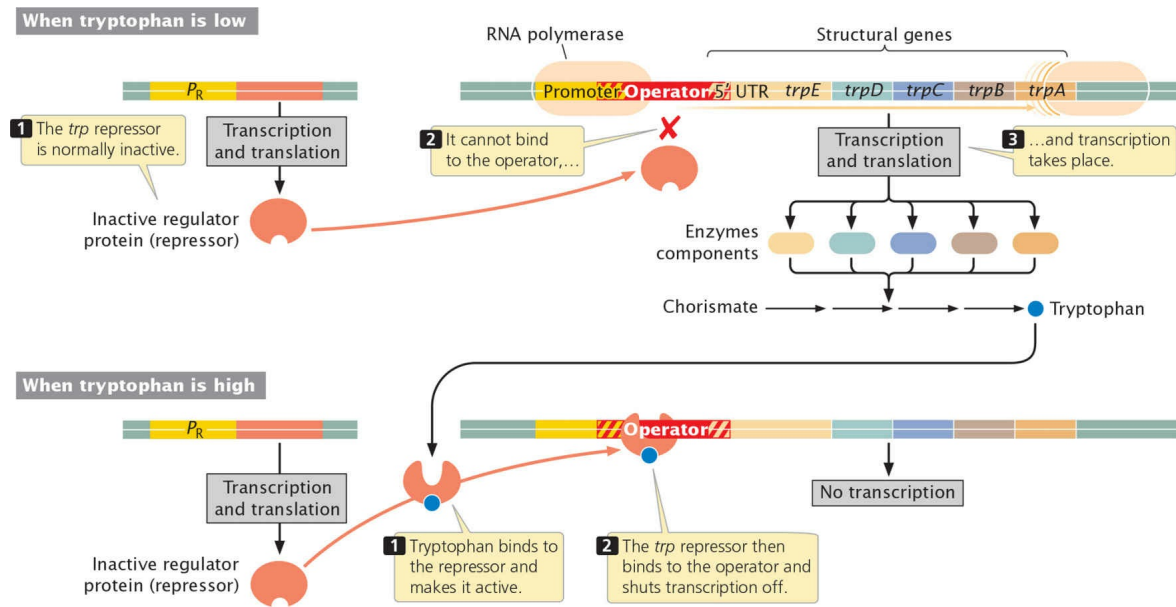 When tryptophan is low
RNA polymerase
Structural genes
PR
Promoter Operator 5′ UTR trpE trpD trpC trpB trpA
1 The trp repressor
is normally inactive.
Transcription
and translation
2 It cannot bind
to the operator,…
Transcription
and translation
3 …and transcription
takes place.
Inactive regulator
protein (repressor)
Enzymes
components
Chorismate
Tryptophan
When tryptophan is high
PR
Operator
Transcription
and translation
No transcription
1 Tryptophan binds to
the repressor and
makes it active.
2 The trp repressor then
binds to the operator and
shuts transcription off.
Inactive regulator
protein (repressor)